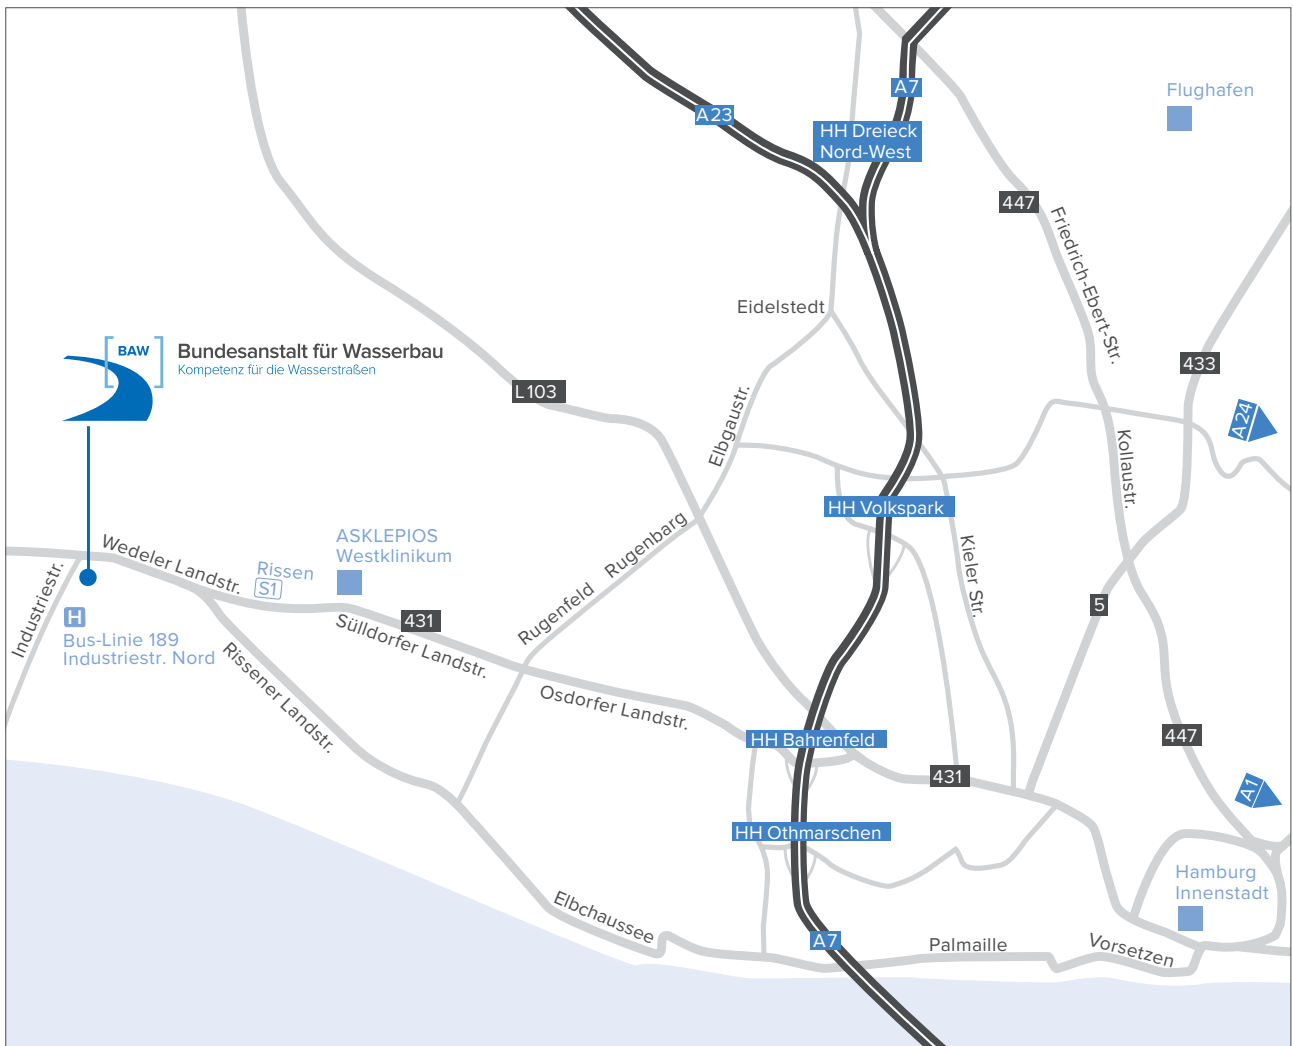 A7
Flughafen
A23
HH Dreieck
Nord-West
447
Friedrich-Ebert-Str.
Eidelstedt
BAW
Bundesanstalt für Wasserbau
Kompetenz für die Wasserstraßen
433
L103
Elbgaustr.
A24
Kollaustr.
HH Volkspark
ASKLEPIOS
Westklinikum
Wedeler Landstr.
Rissen
S1
Rugenbarg
Rugenfeld
Kieler Str.
Industriestr.
H
Bus-Linie 189
Industriestr. Nord
431
Sülldorfer Landstr.
5
Rissener Landstr.
Osdorfer Landstr.
HH Bahrenfeld
447
431
A1
HH Othmarschen
Hamburg
Innenstadt
Elbchaussee
A7
Palmaille
Vorsetzen